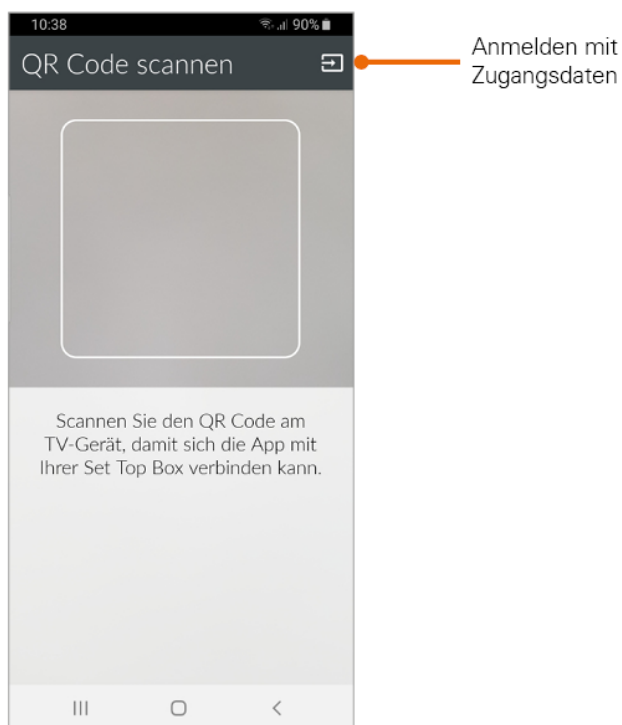 10:38
90%
QR Code scannen
Anmelden mit
Zugangsdaten
Scannen Sie den QR Code am
TV-Gerät, damit sich die App mit
Ihrer Set Top Box verbinden kann.